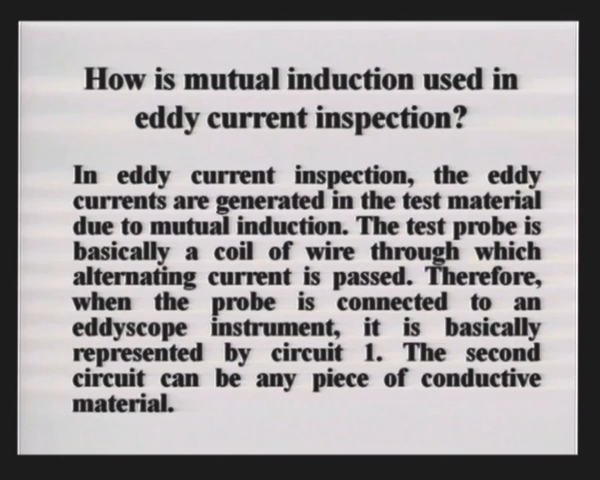 How is mutual induction used in
eddy current inspection?
In eddy current inspection, the eddy
currents are generated in the test material
due to mutual induction. The test probe is
basically a coil of wire through which
alternating current is passed. Therefore,
when the probe is connected to an
eddyscope instrument, it is basically
represented by circuit 1. The second
circuit can be any piece of conductive
material.